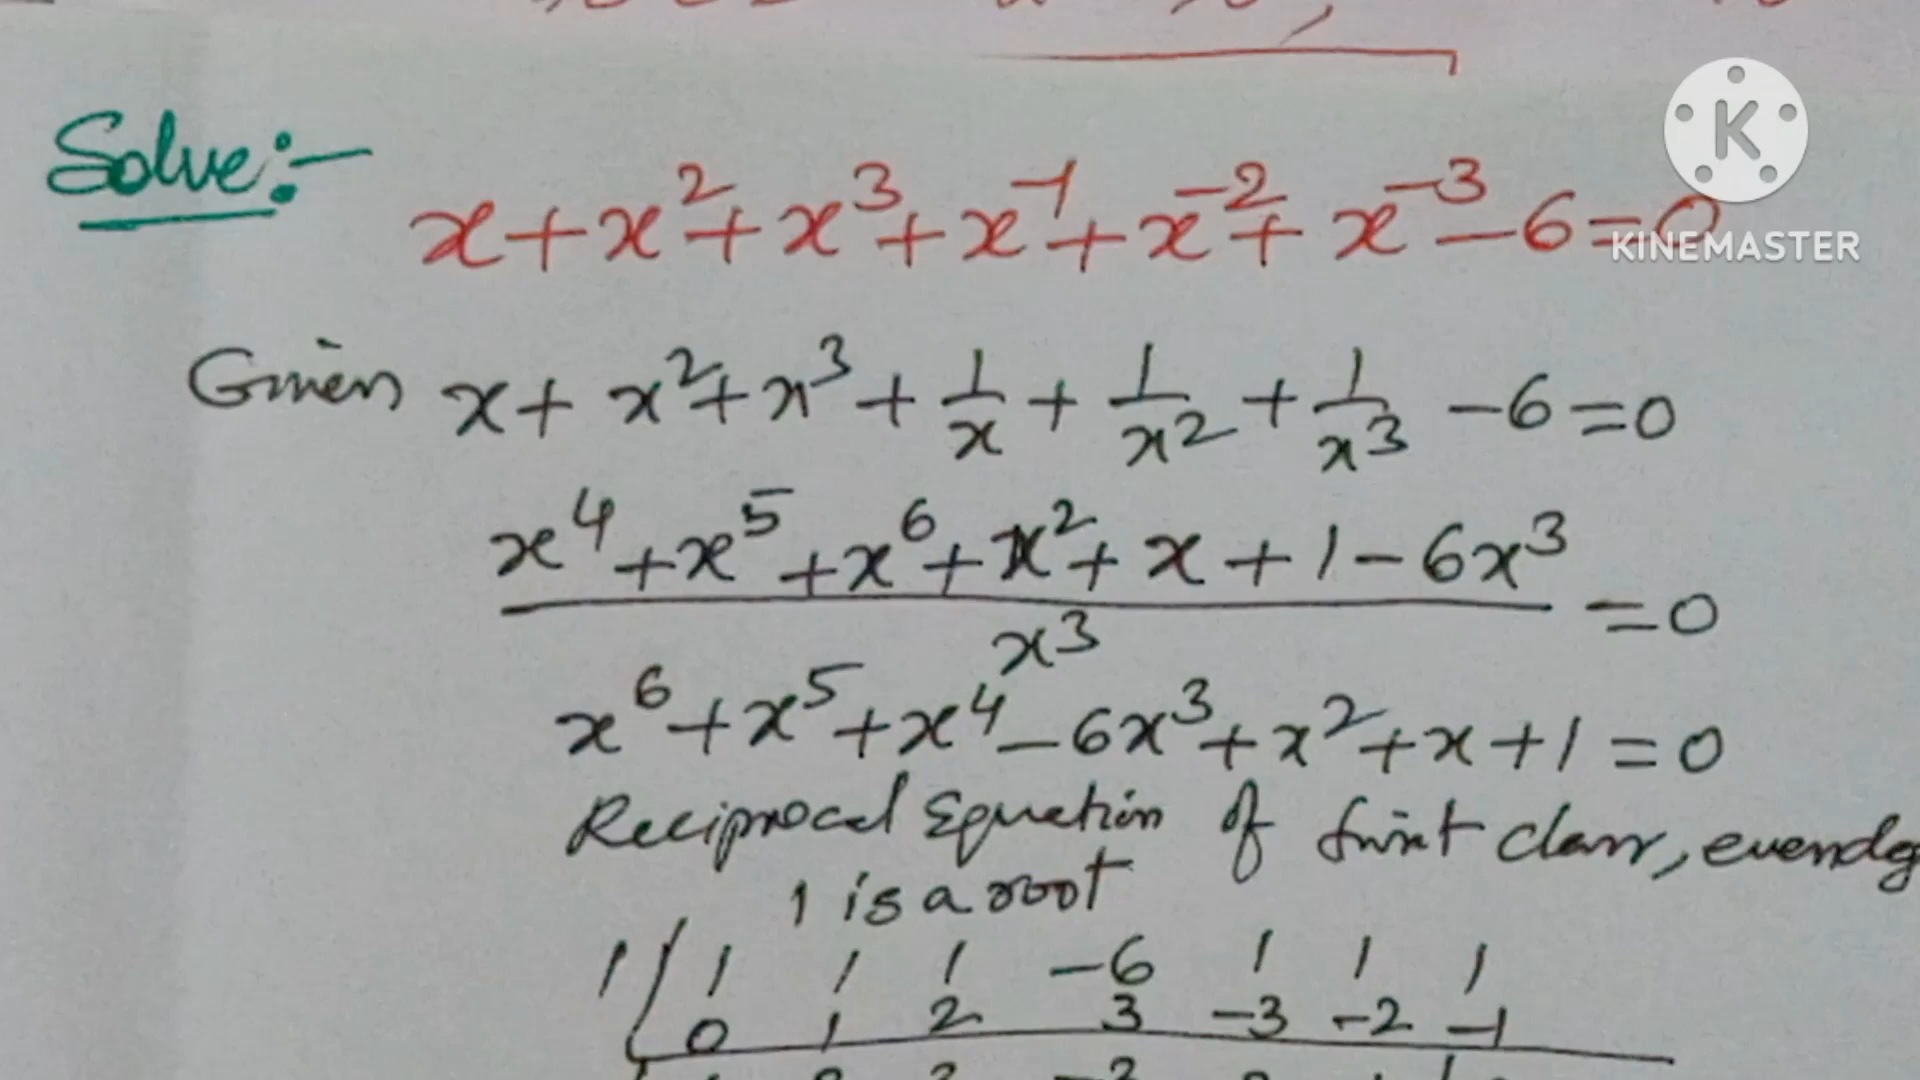 Solve:-
x+x²+x³+x⁻¹+x⁻²+x⁻³-6=0
K
KINEMASTER
Given x+x²+x³+1/x+1/x²+1/x³-6=0
x⁴+x⁵+x⁶+x²+x+1-6x³
=0
x³
x⁶+x⁵+x⁴-6x³+x²+x+1=0
Reciprocal Equation of first class, evendg
1 is a root
1 1 1 1 -6 1 1 1
0 1 2 3 -3 -2 -1